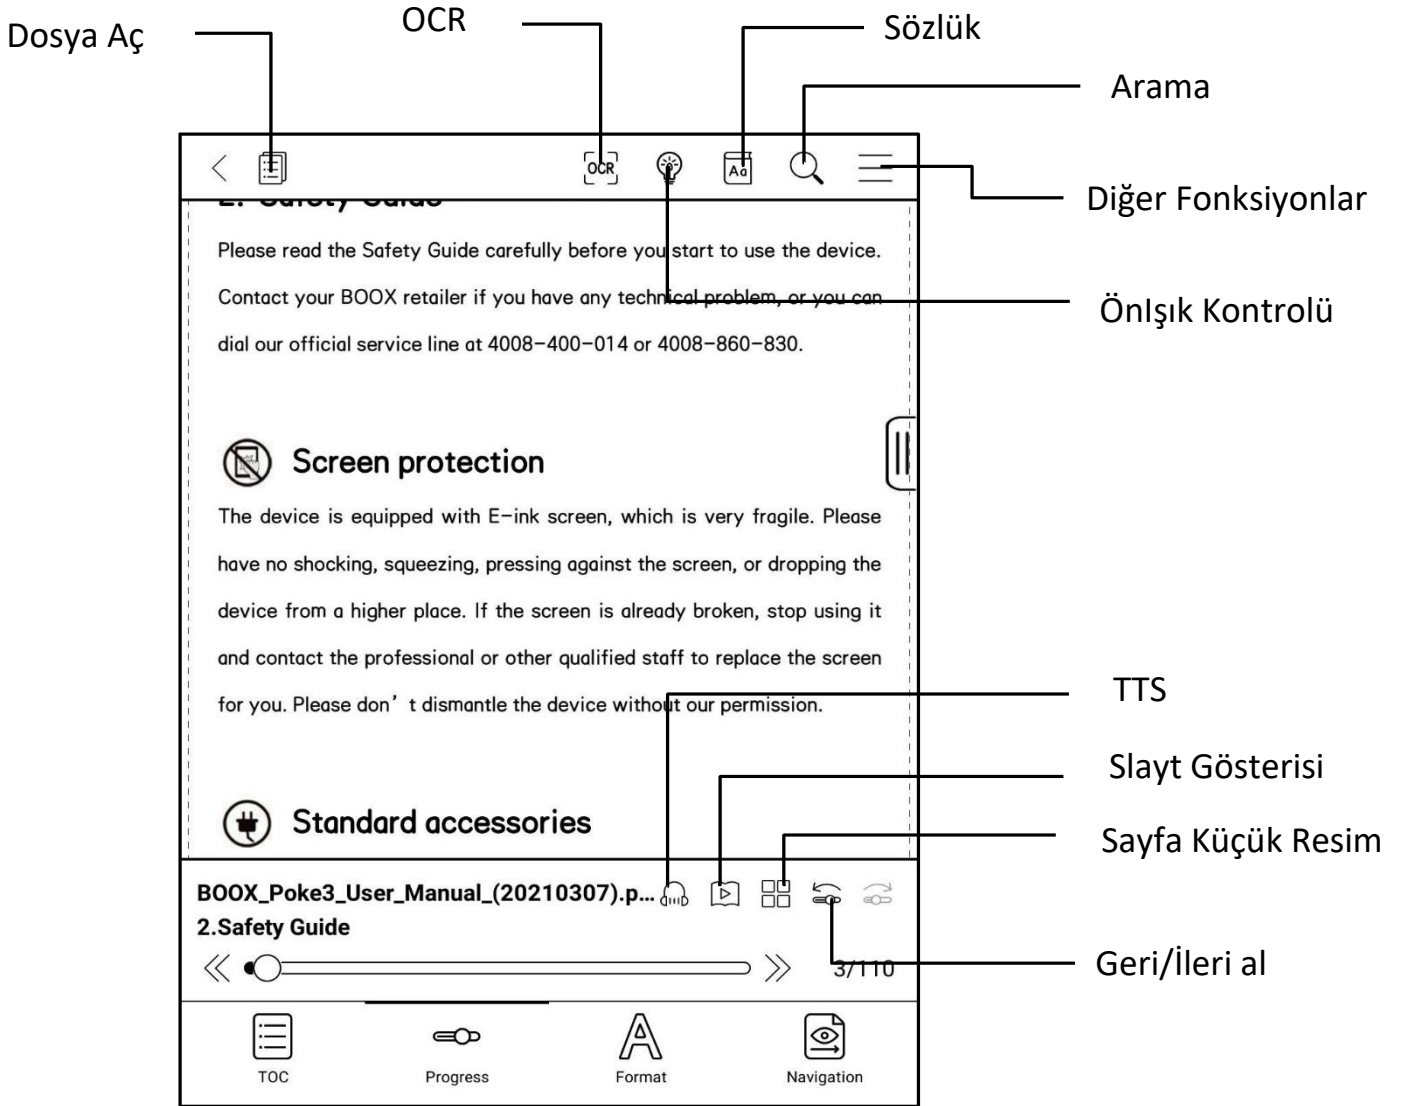 Dosya Aç
OCR
Sözlük
Arama
OCR
Aa
Diğer Fonksiyonlar
2. Safety Guide
Please read the Safety Guide carefully before you start to use the device.
Contact your BOOX retailer if you have any technical problem, or you can
dial our official service line at 4008-400-014 or 4008-860-830.
ÖnIşık Kontrolü
Screen protection
The device is equipped with E-ink screen, which is very fragile. Please
have no shocking, squeezing, pressing against the screen, or dropping the
device from a higher place. If the screen is already broken, stop using it
and contact the professional or other qualified staff to replace the screen
for you. Please don’t dismantle the device without our permission.
TTS
Slayt Gösterisi
Standard accessories
Sayfa Küçük Resim
BOOX_Poke3_User_Manual_(20210307).p...
2.Safety Guide
3/110
Geri/İleri al
TOC
Progress
Format
Navigation